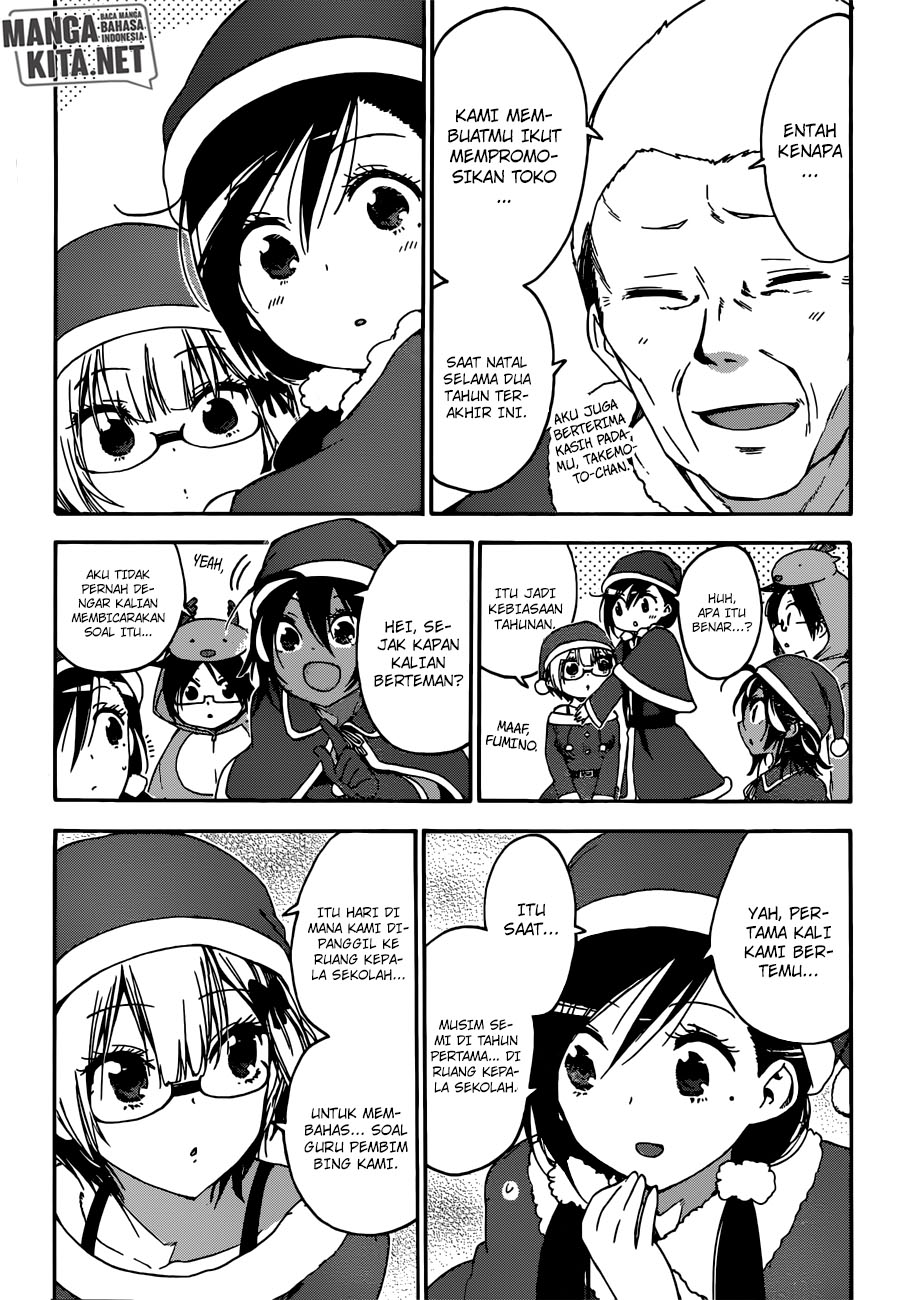 MANGA
BACA MANGA
BAHASA
INDONESIA
KITA.NET
ENTAH
KENAPA
...
KAMI MEM-
BUATMU IKUT
MEMPROMO-
SIKAN TOKO
...
SAAT NATAL
SELAMA DUA
TAHUN TER-
AKHIR INI.
AKU JUGA
BERTERIMA
KASIH PADA-
MU, TAKEMO-
TO-CHAN.
HUH,
APA ITU
BENAR...?
ITU JADI
KEBIASAAN
TAHUNAN.
MAAF,
FUMINO.
HEI, SE-
JAK KAPAN
KALIAN
BERTEMAN?
YEAH,
AKU TIDAK
PERNAH DE-
NGAR KALIAN
MEMBICARAKAN
SOAL ITU...
YAH, PER-
TAMA KALI
KAMI BER-
TEMU...
ITU
SAAT...
MUSIM SE-
MI DI TAHUN
PERTAMA... DI
RUANG KEPA-
LA SEKOLAH.
ITU HARI DI
MANA KAMI DI-
PANGGIL KE
RUANG KEPA-
LA SEKOLAH...
UNTUK MEM-
BAHAS... SOAL
GURU PEMBIM
BING KAMI.